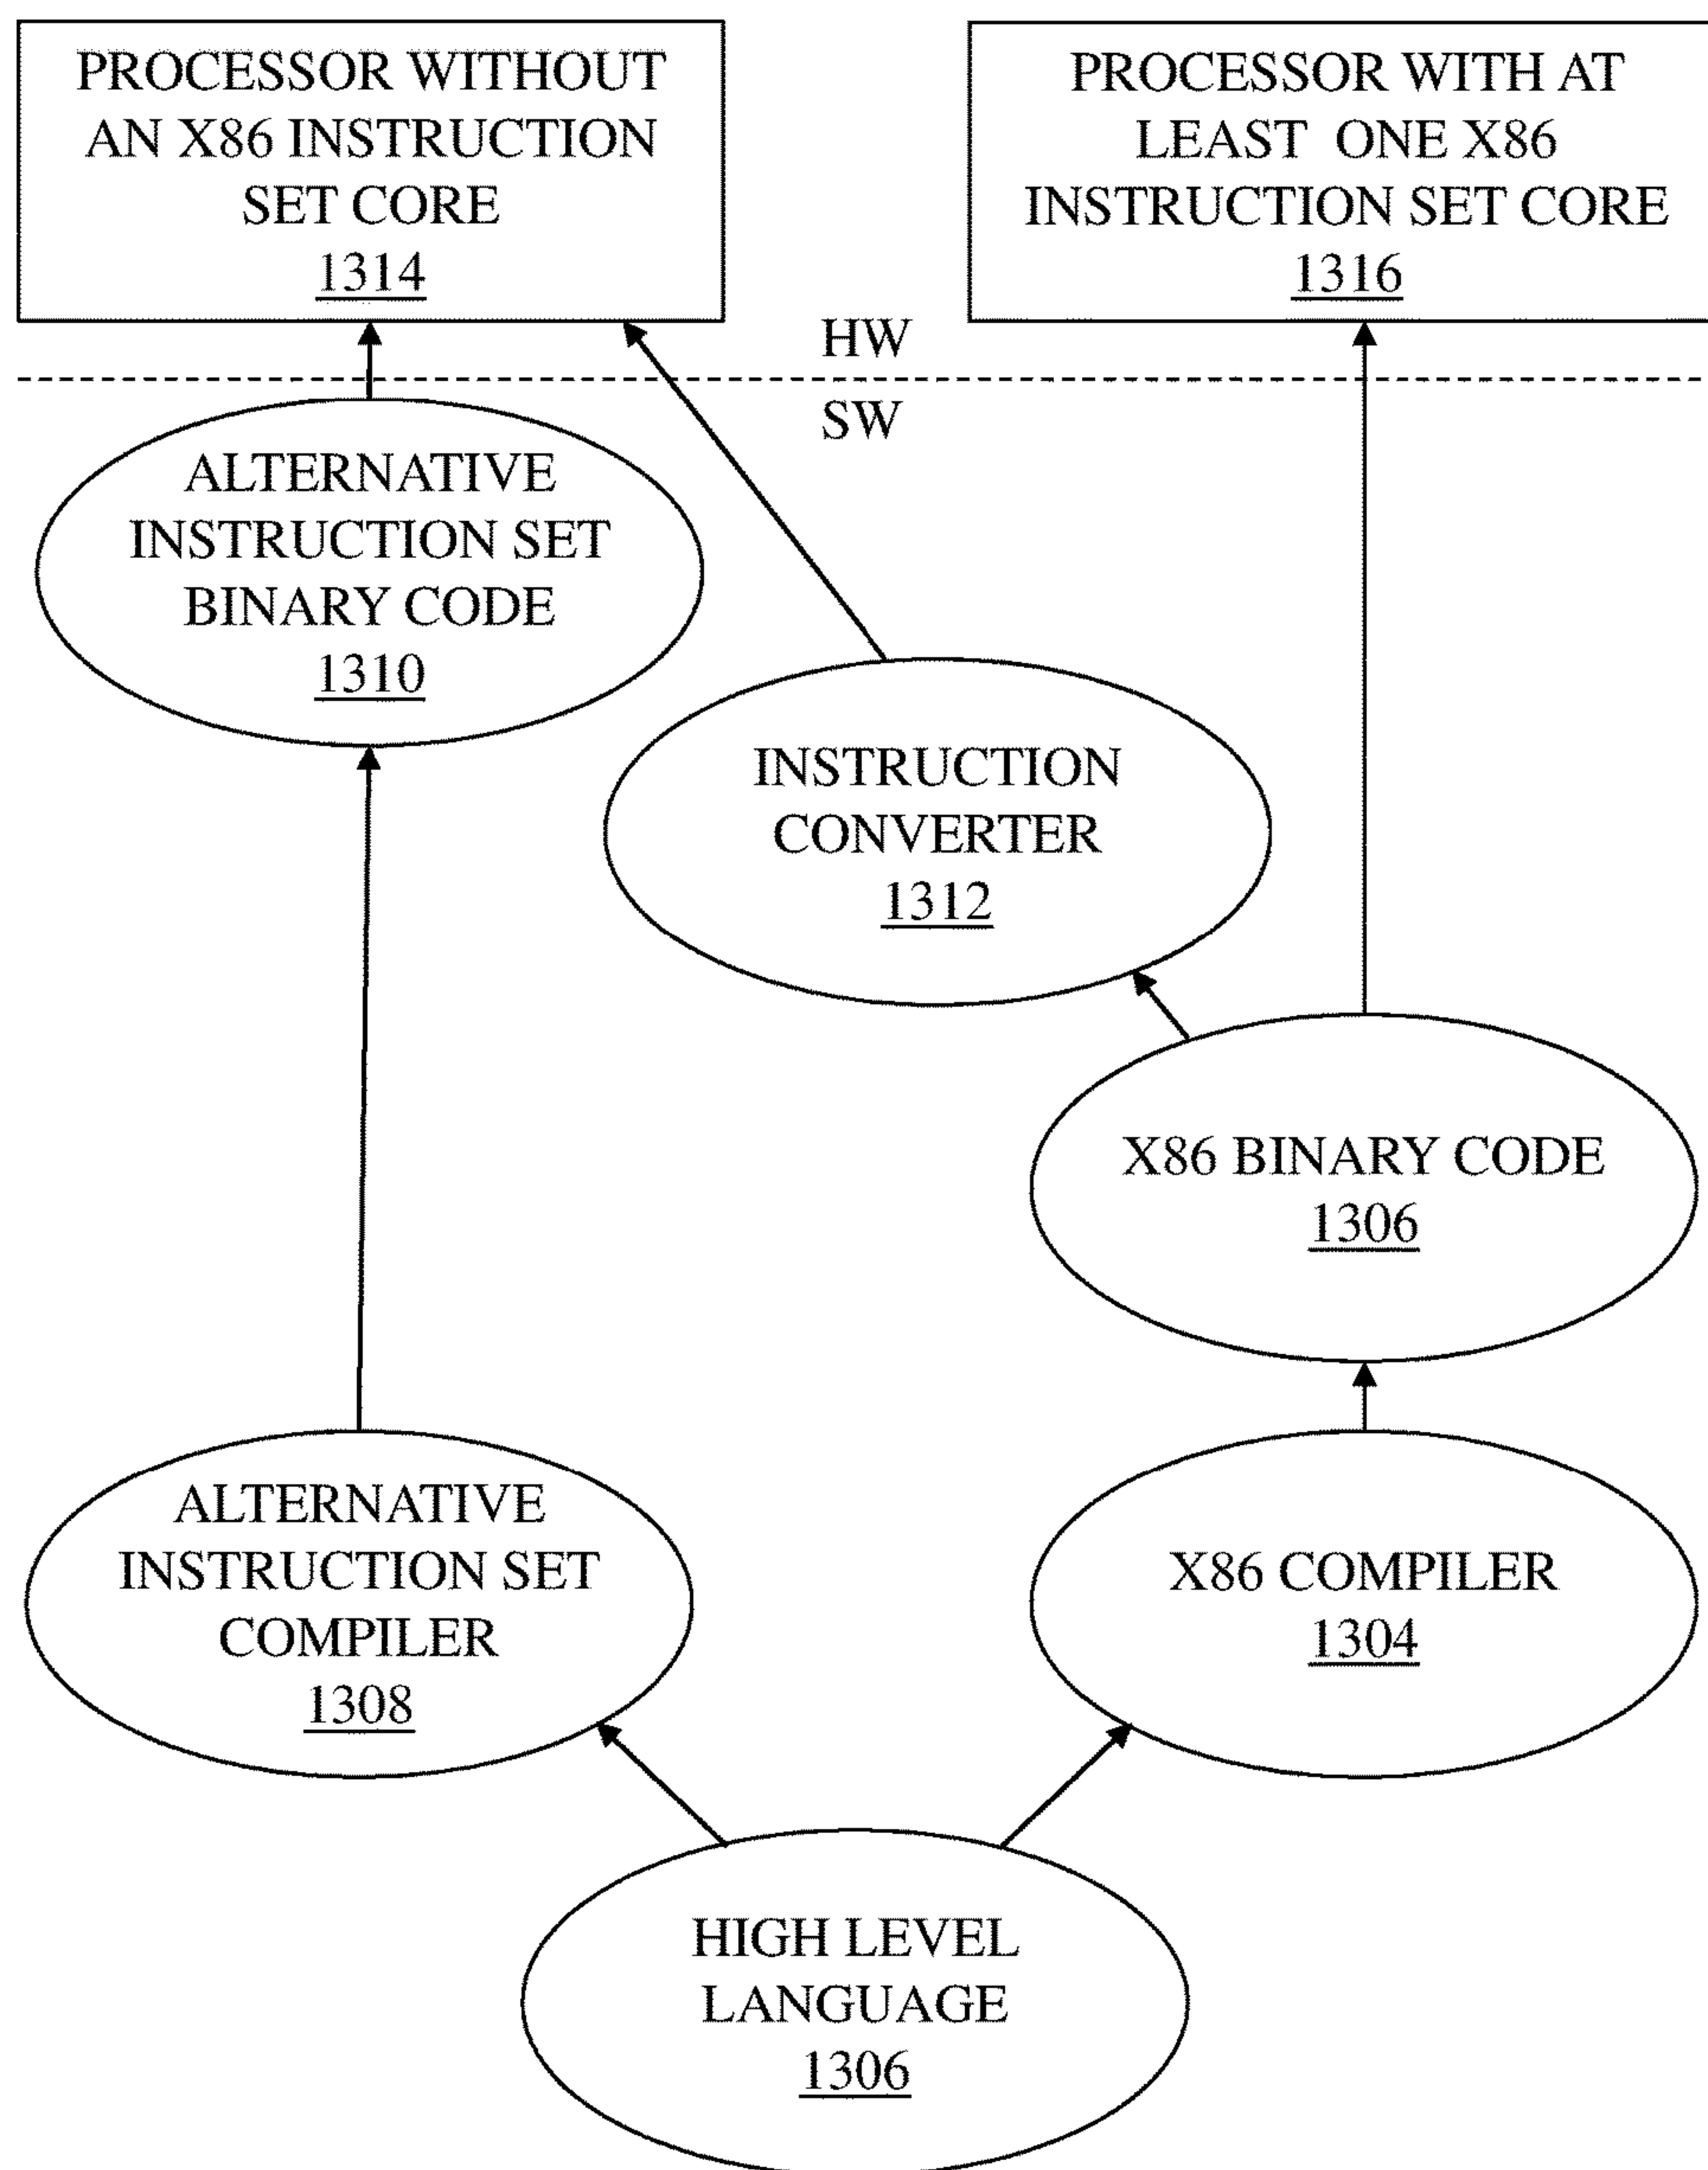 PROCESSOR WITHOUT
AN X86 INSTRUCTION
SET CORE
1314
PROCESSOR WITH AT
LEAST ONE X86
INSTRUCTION SET CORE
1316
HW
SW
ALTERNATIVE
INSTRUCTION SET
BINARY CODE
1310
INSTRUCTION
CONVERTER
1312
X86 BINARY CODE
1306
ALTERNATIVE
INSTRUCTION SET
COMPILER
1308
X86 COMPILER
1304
HIGH LEVEL
LANGUAGE
1306